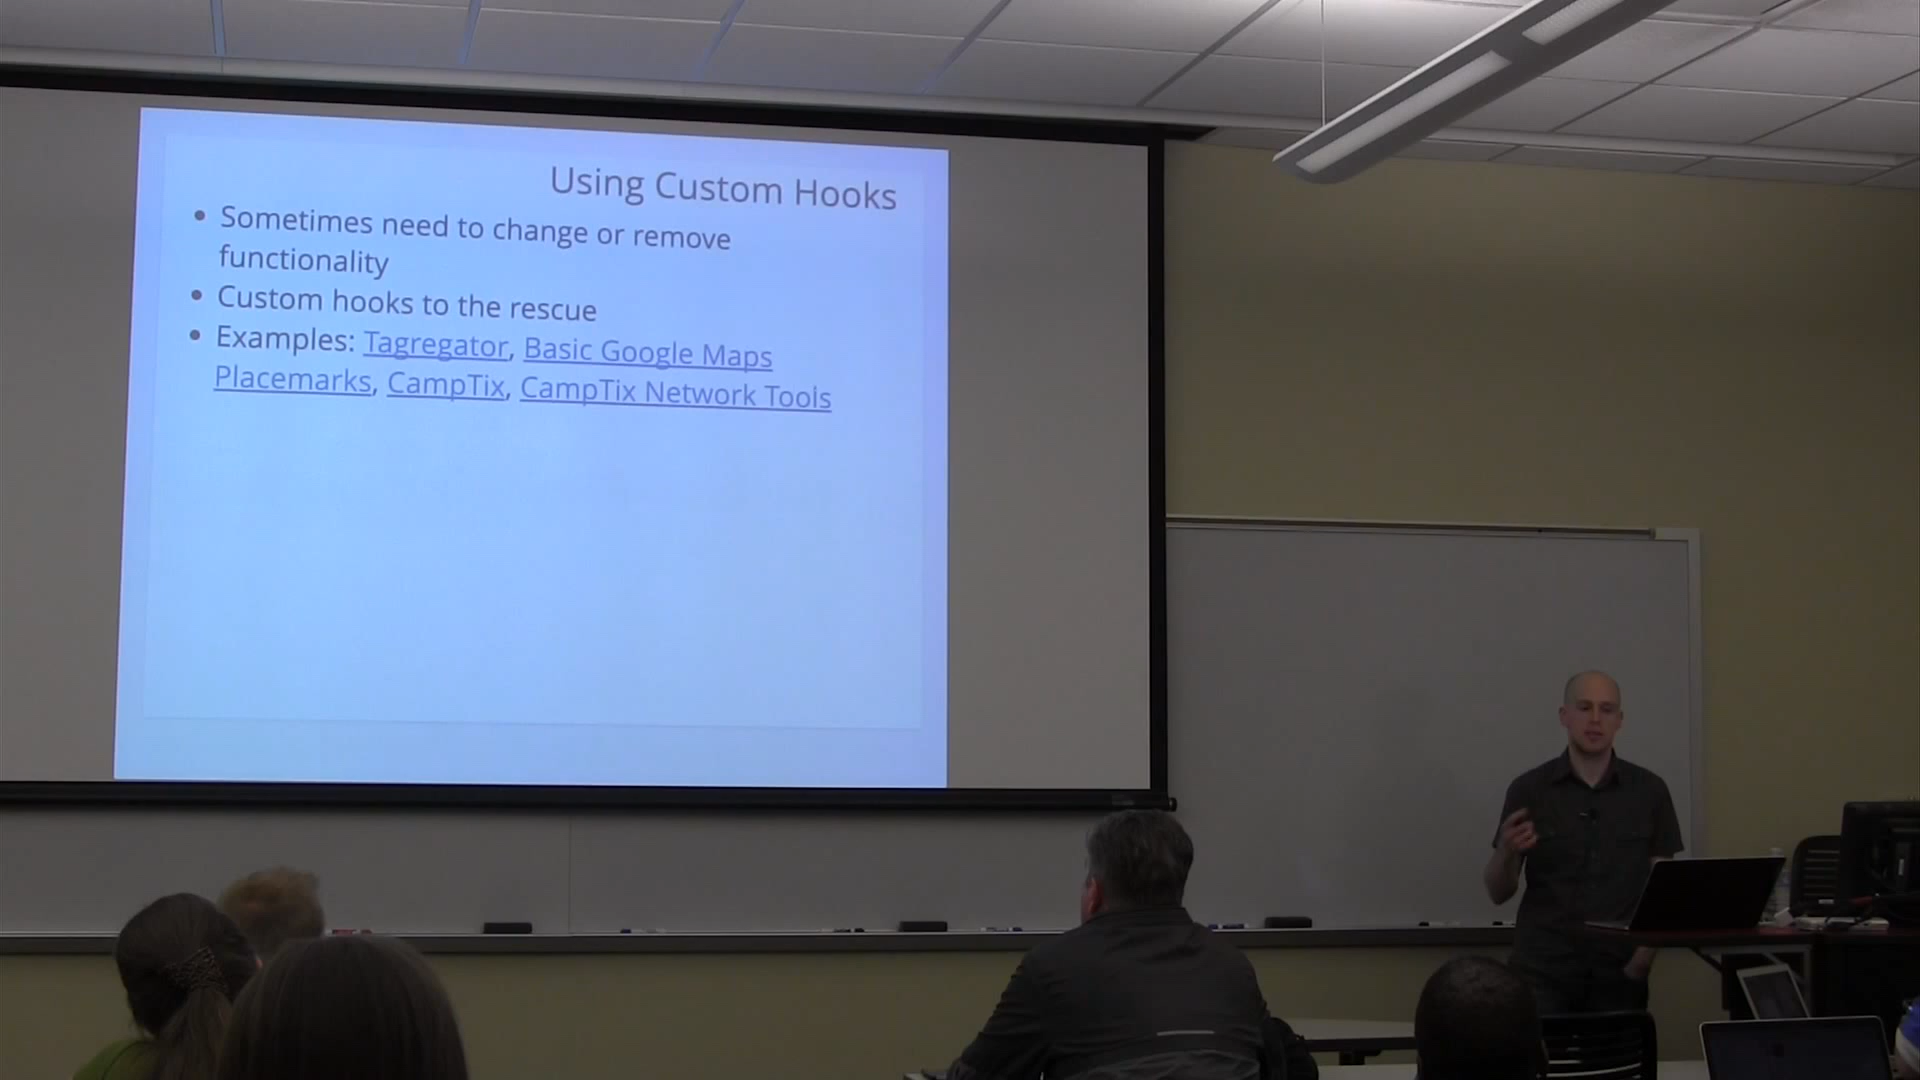 Using Custom Hooks
• Sometimes need to change or remove
functionality
• Custom hooks to the rescue
• Examples: Tagregator, Basic Google Maps
Placemarks, CampTix, CampTix Network Tools